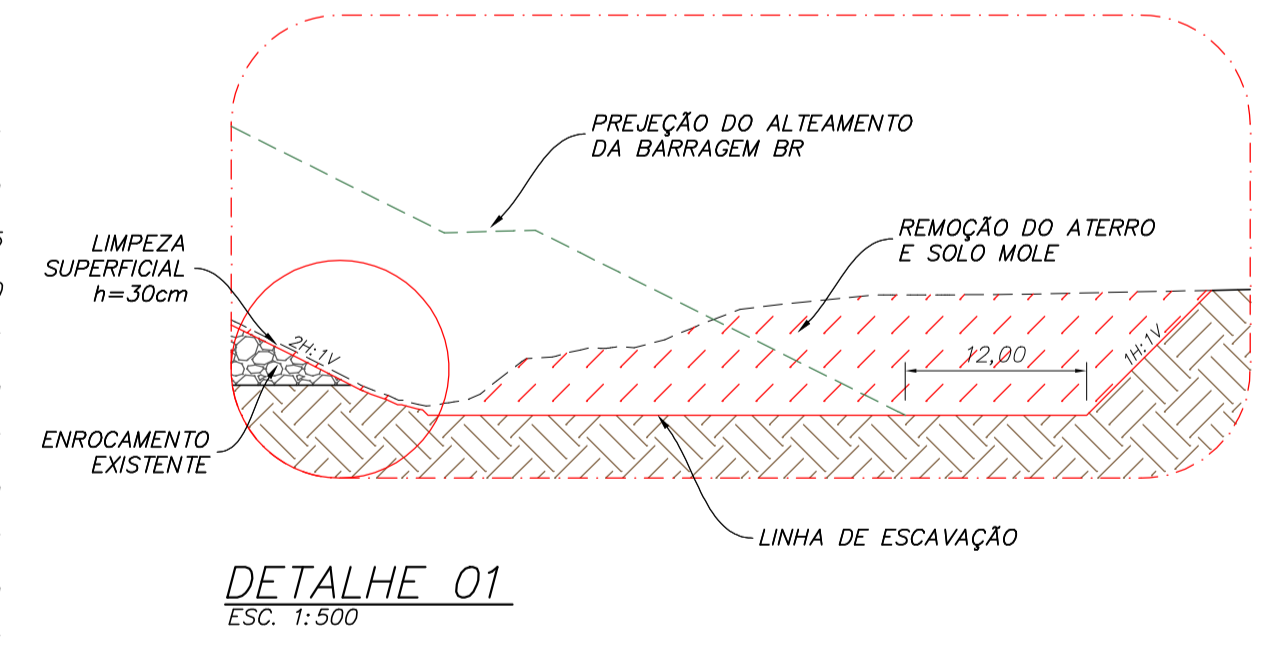 PREJEÇÃO DO ALTEAMENTO
DA BARRAGEM BR
REMOÇÃO DO ATERRO
E SOLO MOLE
LIMPEZA
SUPERFICIAL
h=30cm
2H:1V
12,00
1H:1V
ENROCAMENTO
EXISTENTE
LINHA DE ESCAVAÇÃO
DETALHE 01
ESC. 1:500